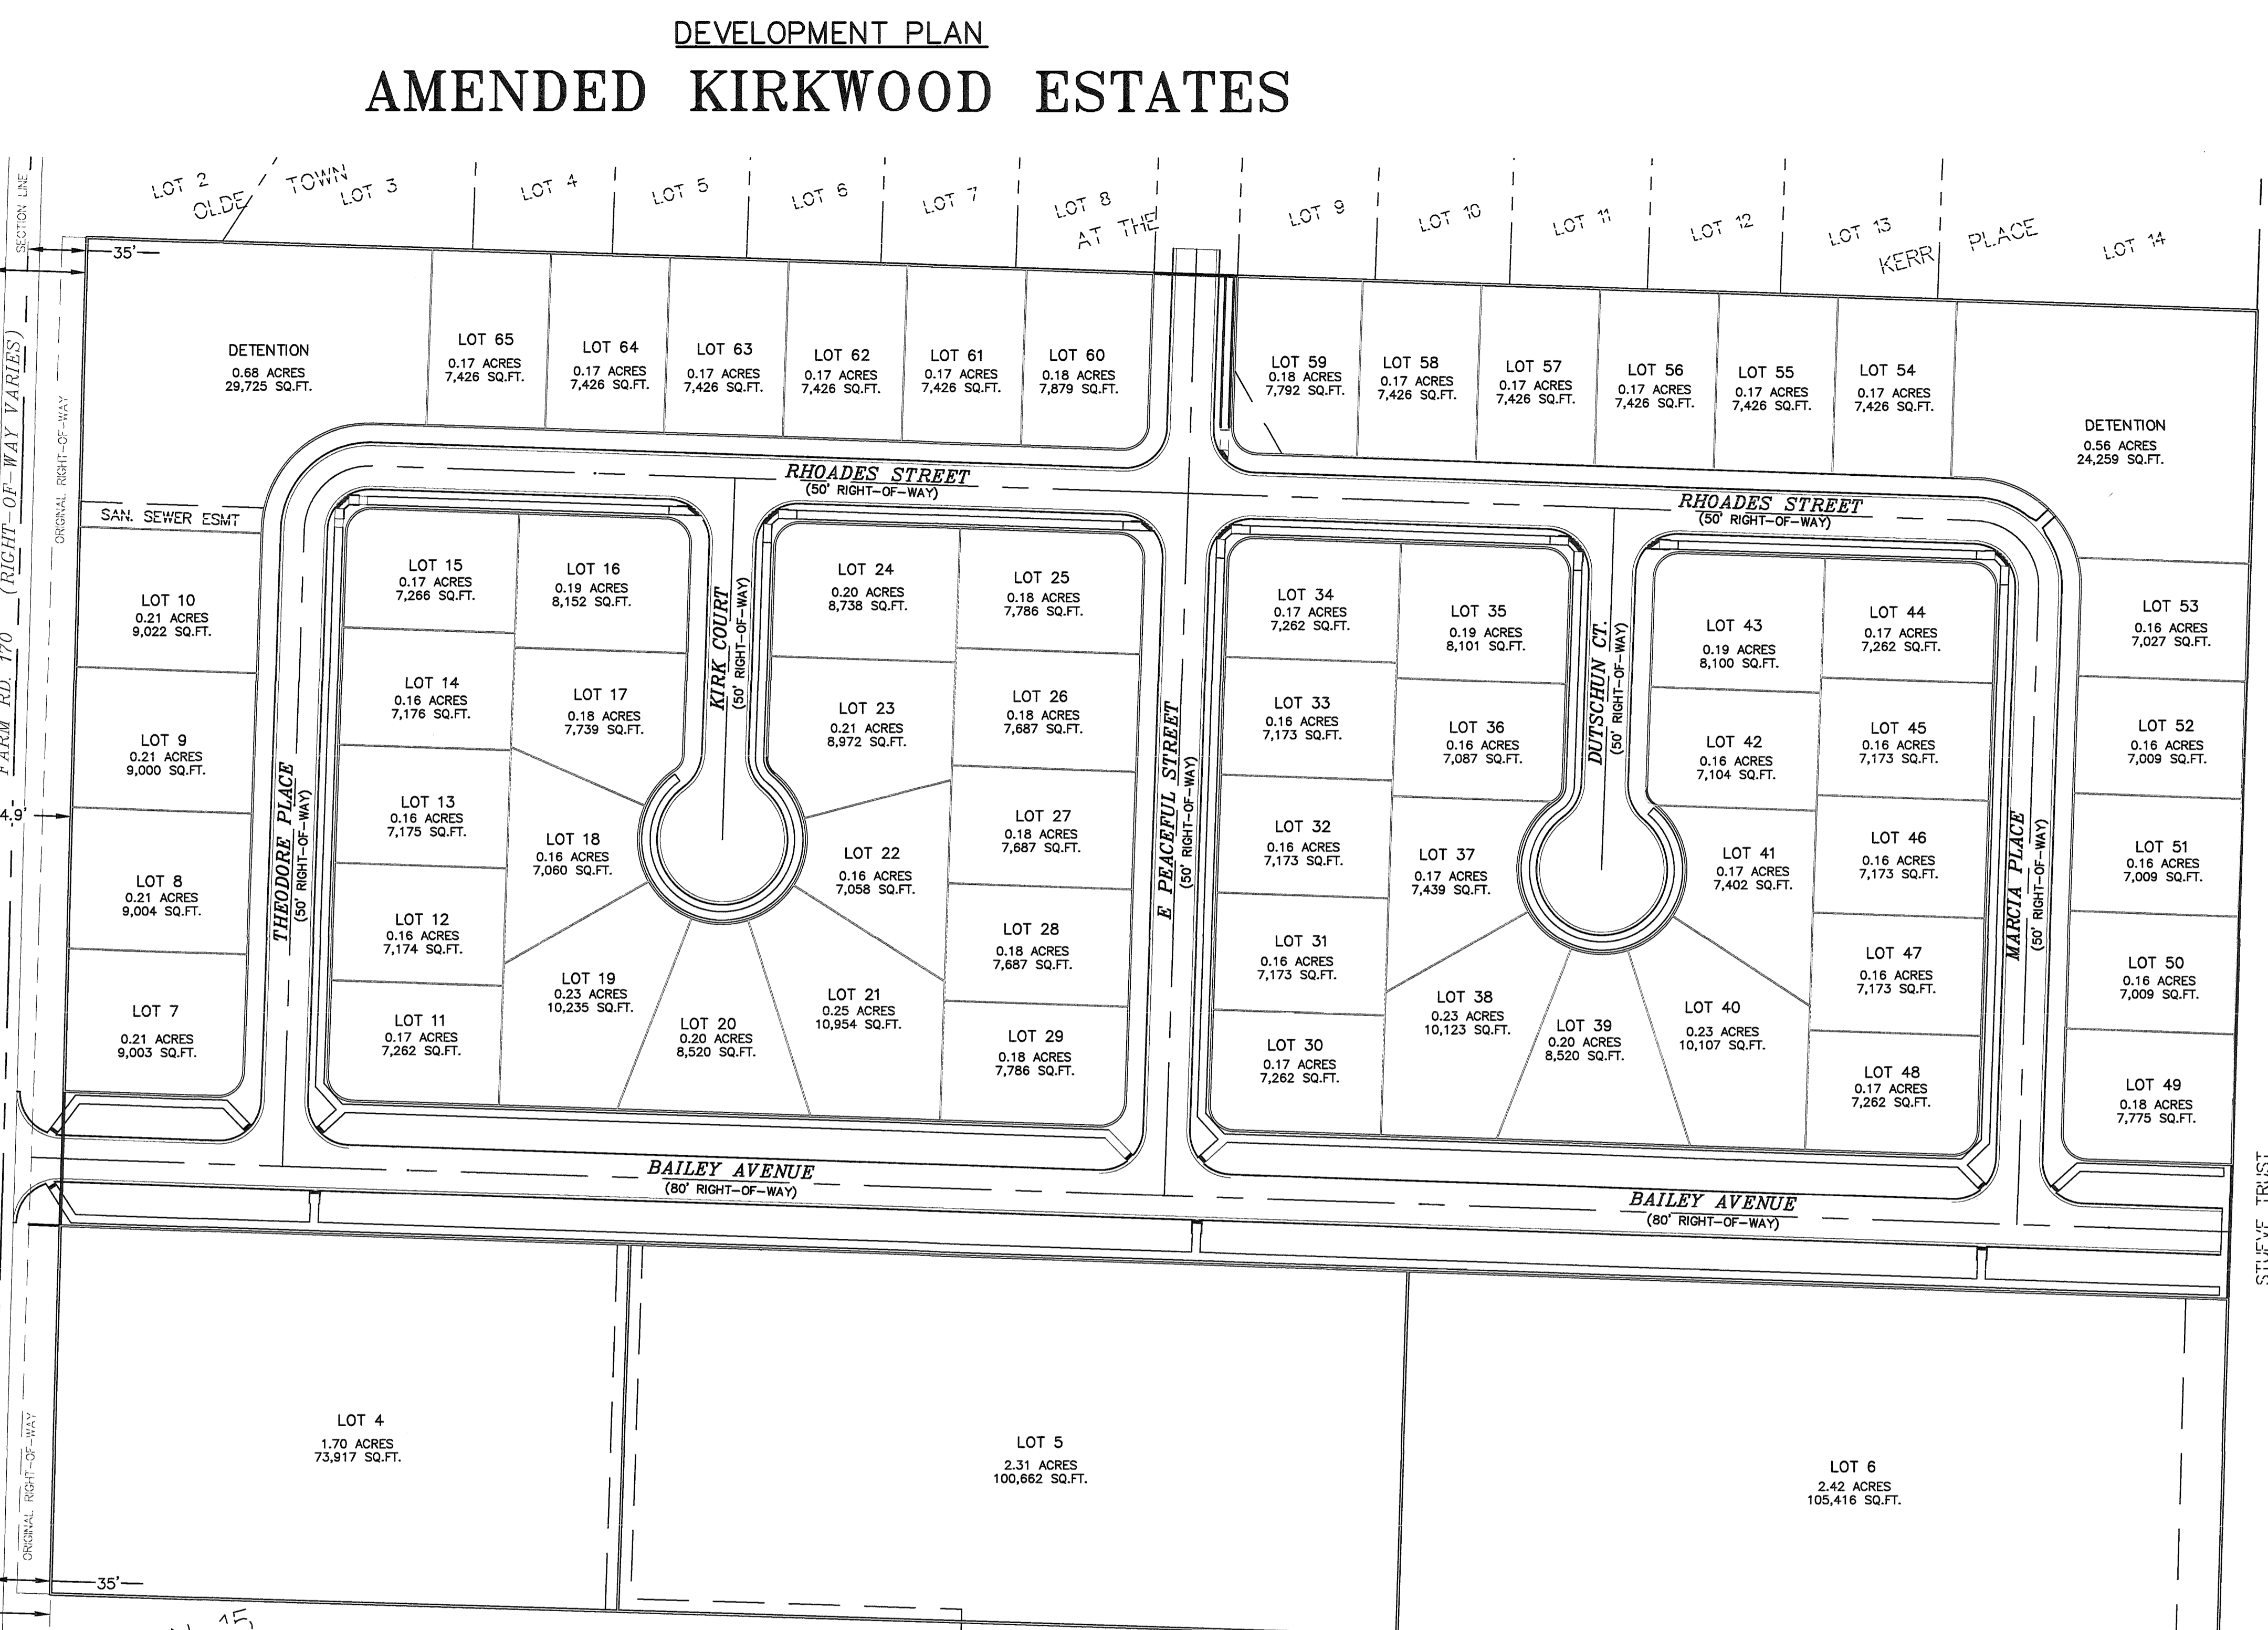 DEVELOPMENT PLAN
AMENDED KIRKWOOD ESTATES
LOT 2
OLDE TOWN
LOT 3
LOT 4
LOT 5
LOT 6
LOT 7
LOT 8
AT THE
LOT 9
LOT 10
LOT 11
LOT 12
LOT 13
KERR PLACE
LOT 14
SECTION LINE
35'
FARM RD. 170 (RIGHT-OF-WAY VARIES)
ORIGINAL RIGHT-OF-WAY
DETENTION
0.68 ACRES
29,725 SQ.FT.
LOT 65
0.17 ACRES
7,426 SQ.FT.
LOT 64
0.17 ACRES
7,426 SQ.FT.
LOT 63
0.17 ACRES
7,426 SQ.FT.
LOT 62
0.17 ACRES
7,426 SQ.FT.
LOT 61
0.17 ACRES
7,426 SQ.FT.
LOT 60
0.18 ACRES
7,879 SQ.FT.
LOT 59
0.18 ACRES
7,792 SQ.FT.
LOT 58
0.17 ACRES
7,426 SQ.FT.
LOT 57
0.17 ACRES
7,426 SQ.FT.
LOT 56
0.17 ACRES
7,426 SQ.FT.
LOT 55
0.17 ACRES
7,426 SQ.FT.
LOT 54
0.17 ACRES
7,426 SQ.FT.
DETENTION
0.56 ACRES
24,259 SQ.FT.
RHOADES STREET
(50' RIGHT-OF-WAY)
RHOADES STREET
(50' RIGHT-OF-WAY)
SAN. SEWER ESMT
LOT 10
0.21 ACRES
9,022 SQ.FT.
LOT 9
0.21 ACRES
9,000 SQ.FT.
4.9'
LOT 8
0.21 ACRES
9,004 SQ.FT.
LOT 7
0.21 ACRES
9,003 SQ.FT.
THEODORE PLACE
(50' RIGHT-OF-WAY)
LOT 15
0.17 ACRES
7,266 SQ.FT.
LOT 14
0.16 ACRES
7,176 SQ.FT.
LOT 13
0.16 ACRES
7,175 SQ.FT.
LOT 12
0.16 ACRES
7,174 SQ.FT.
LOT 11
0.17 ACRES
7,262 SQ.FT.
LOT 16
0.19 ACRES
8,152 SQ.FT.
LOT 17
0.18 ACRES
7,739 SQ.FT.
LOT 18
0.16 ACRES
7,060 SQ.FT.
LOT 19
0.23 ACRES
10,235 SQ.FT.
LOT 20
0.20 ACRES
8,520 SQ.FT.
KIRK COURT
(50' RIGHT-OF-WAY)
LOT 24
0.20 ACRES
8,738 SQ.FT.
LOT 23
0.21 ACRES
8,972 SQ.FT.
LOT 22
0.16 ACRES
7,058 SQ.FT.
LOT 21
0.25 ACRES
10,954 SQ.FT.
LOT 25
0.18 ACRES
7,786 SQ.FT.
LOT 26
0.18 ACRES
7,687 SQ.FT.
LOT 27
0.18 ACRES
7,687 SQ.FT.
LOT 28
0.18 ACRES
7,687 SQ.FT.
LOT 29
0.18 ACRES
7,786 SQ.FT.
E PEACEFUL STREET
(50' RIGHT-OF-WAY)
LOT 34
0.17 ACRES
7,262 SQ.FT.
LOT 33
0.16 ACRES
7,173 SQ.FT.
LOT 32
0.16 ACRES
7,173 SQ.FT.
LOT 31
0.16 ACRES
7,173 SQ.FT.
LOT 30
0.17 ACRES
7,262 SQ.FT.
LOT 35
0.19 ACRES
8,101 SQ.FT.
LOT 36
0.16 ACRES
7,087 SQ.FT.
LOT 37
0.17 ACRES
7,439 SQ.FT.
LOT 38
0.23 ACRES
10,123 SQ.FT.
LOT 39
0.20 ACRES
8,520 SQ.FT.
DUTSCHUN CT.
(50' RIGHT-OF-WAY)
LOT 43
0.19 ACRES
8,100 SQ.FT.
LOT 42
0.16 ACRES
7,104 SQ.FT.
LOT 41
0.17 ACRES
7,402 SQ.FT.
LOT 40
0.23 ACRES
10,107 SQ.FT.
LOT 44
0.17 ACRES
7,262 SQ.FT.
LOT 45
0.16 ACRES
7,173 SQ.FT.
LOT 46
0.16 ACRES
7,173 SQ.FT.
LOT 47
0.16 ACRES
7,173 SQ.FT.
LOT 48
0.17 ACRES
7,262 SQ.FT.
MARCIA PLACE
(50' RIGHT-OF-WAY)
LOT 53
0.16 ACRES
7,027 SQ.FT.
LOT 52
0.16 ACRES
7,009 SQ.FT.
LOT 51
0.16 ACRES
7,009 SQ.FT.
LOT 50
0.16 ACRES
7,009 SQ.FT.
LOT 49
0.18 ACRES
7,775 SQ.FT.
BAILEY AVENUE
(80' RIGHT-OF-WAY)
BAILEY AVENUE
(80' RIGHT-OF-WAY)
TRUST
LOT 4
1.70 ACRES
73,917 SQ.FT.
LOT 5
2.31 ACRES
100,662 SQ.FT.
LOT 6
2.42 ACRES
105,416 SQ.FT.
ORIGINAL RIGHT-OF-WAY
35'